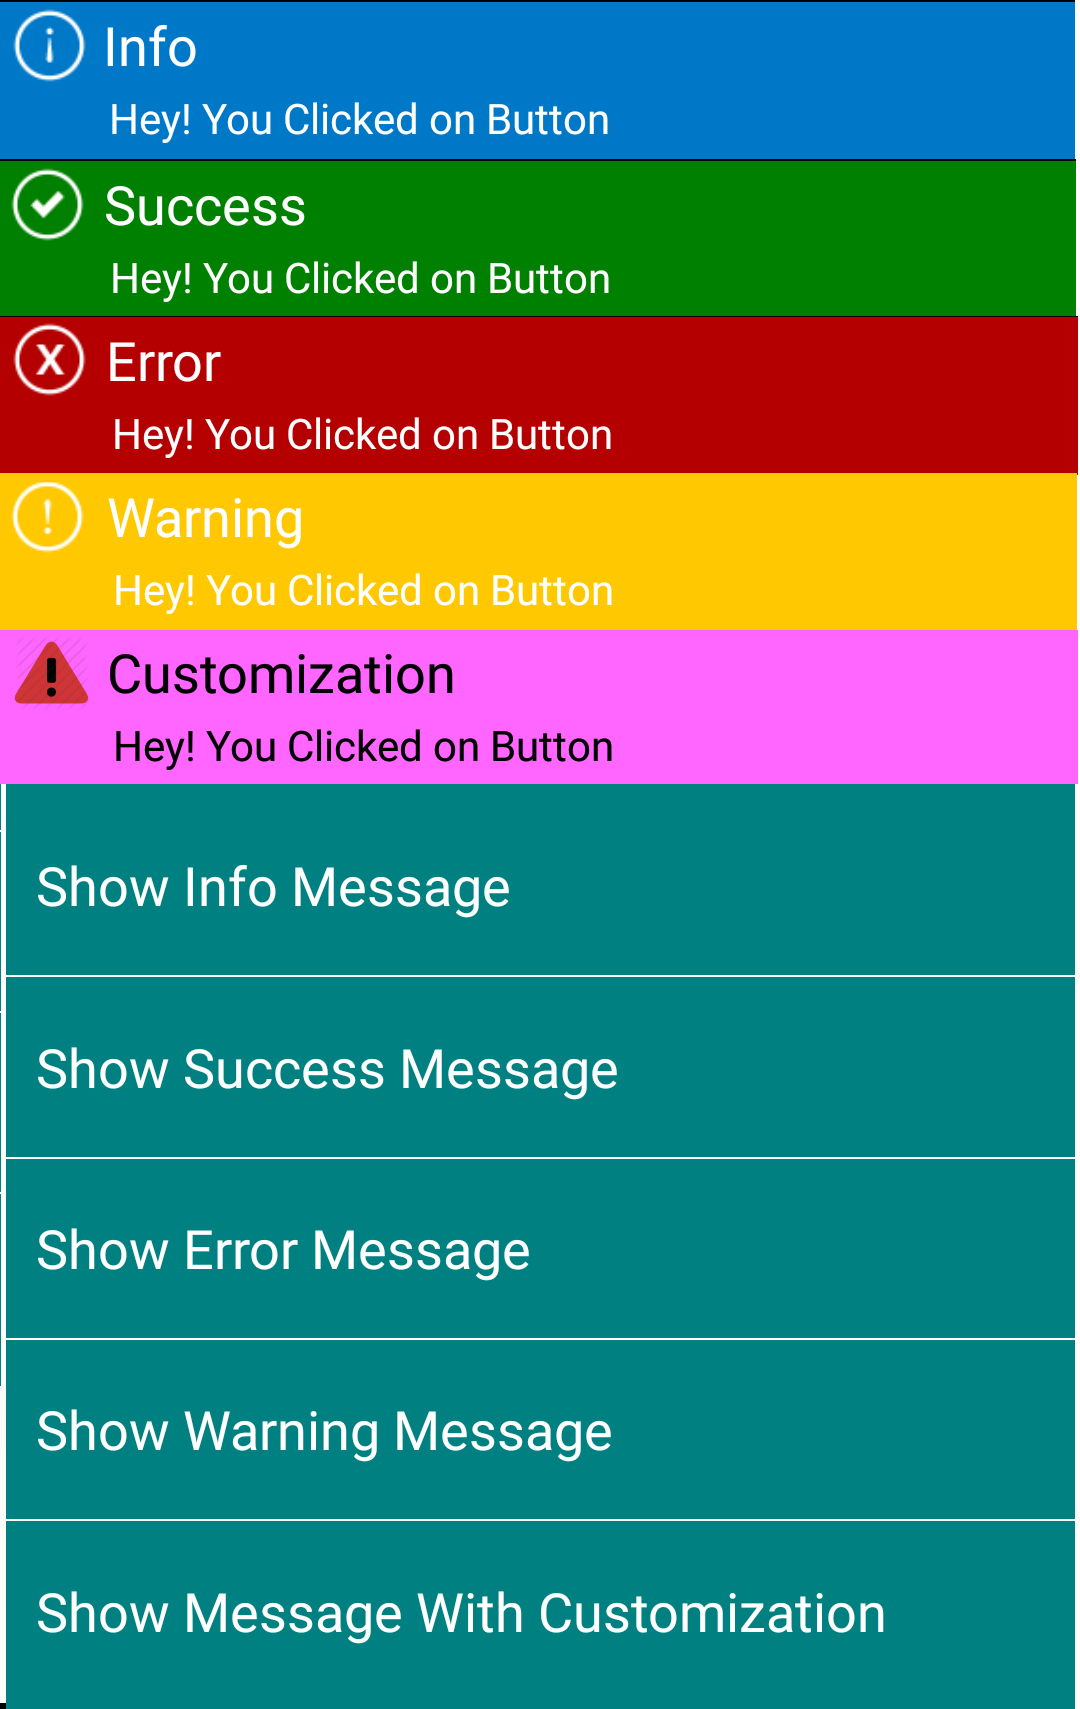 Info
Hey! You Clicked on Button
Success
Hey! You Clicked on Button
Error
Hey! You Clicked on Button
Warning
Hey! You Clicked on Button
Customization
Hey! You Clicked on Button
Show Info Message
Show Success Message
Show Error Message
Show Warning Message
Show Message With Customization